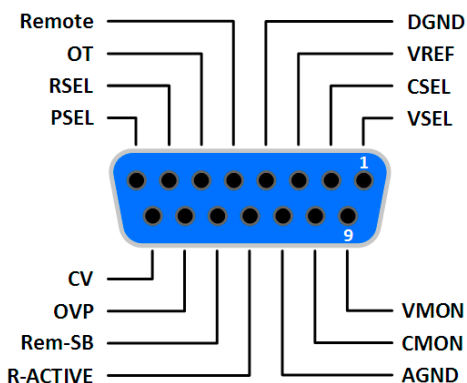 Remote
OT
RSEL
PSEL
DGND
VREF
CSEL
VSEL
1
9
CV
OVP
Rem-SB
R-ACTIVE
VMON
CMON
AGND